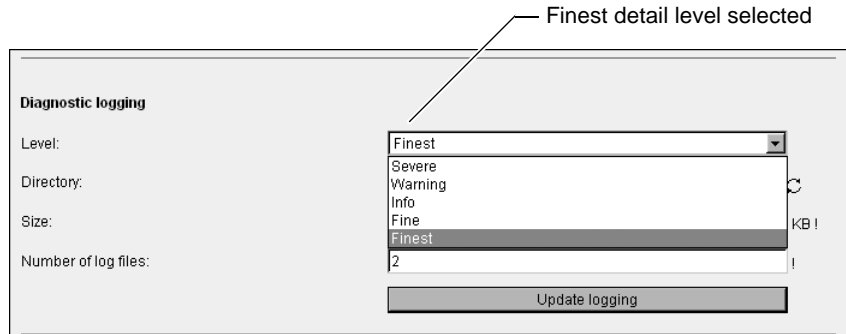 Finest detail level selected
Diagnostic logging
Level:
Finest
Severe
Directory:
Warning
Info
Size:
Fine
KB !
Finest
Number of log files:
2
!
Update logging